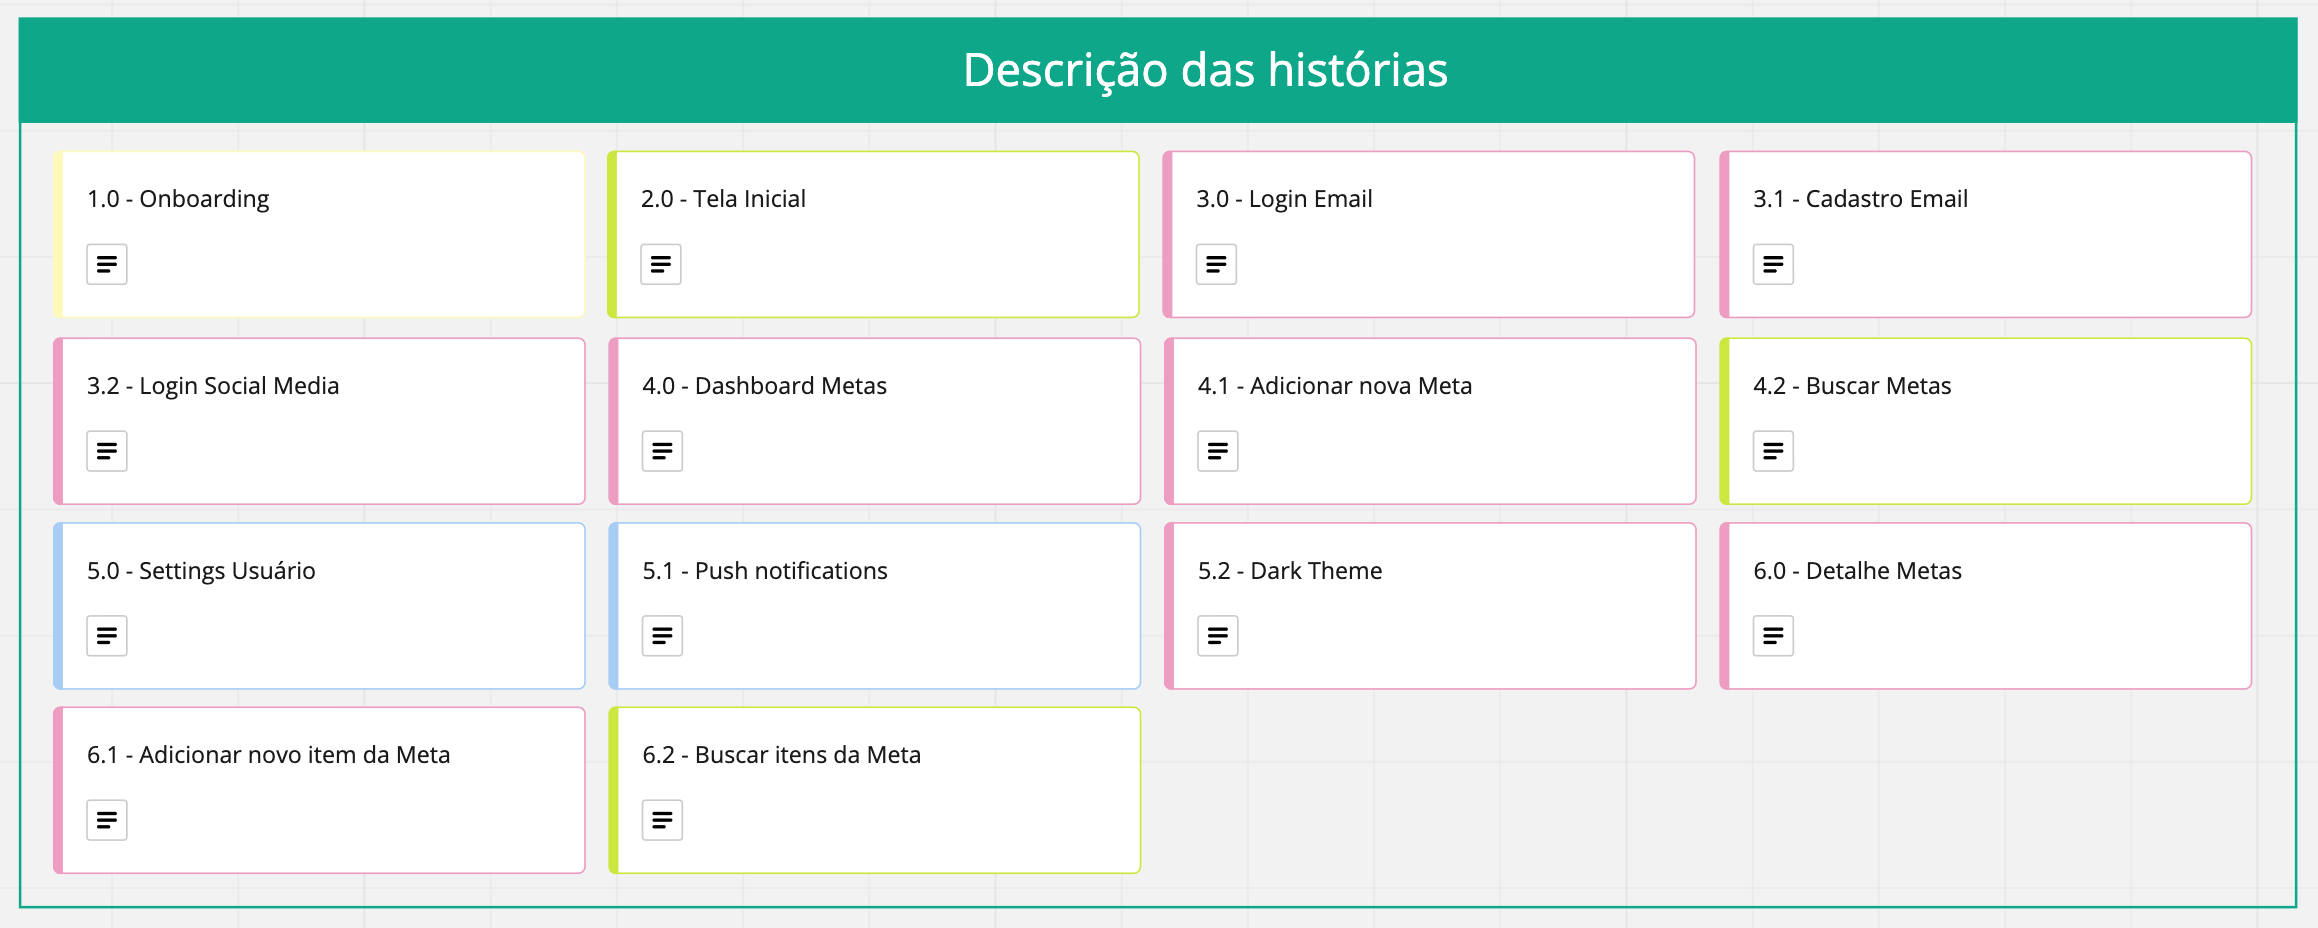 Descrição das histórias
1.0 - Onboarding
2.0 - Tela Inicial
3.0 - Login Email
3.1 - Cadastro Email
3.2 - Login Social Media
4.0 - Dashboard Metas
4.1 - Adicionar nova Meta
4.2 - Buscar Metas
5.0 - Settings Usuário
5.1 - Push notifications
5.2 - Dark Theme
6.0 - Detalhe Metas
6.1 - Adicionar novo item da Meta
6.2 - Buscar itens da Meta